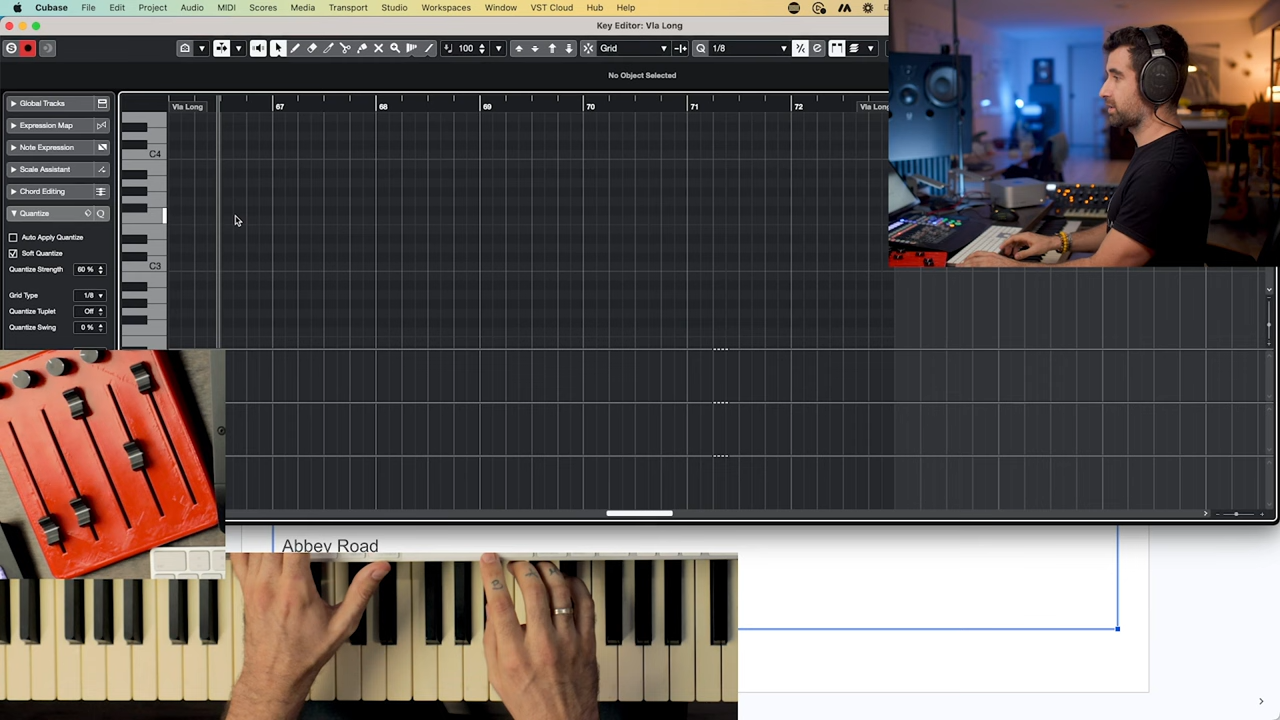 Cubase File Edit Project Audio MIDI Scores Media Transport Studio Workspaces Window VST Cloud Hub Help
Key Editor: Vla Long
S 100 Grid Q 1/8
No Object Selected
Global Tracks
Vla Long 67 68 69 70 71 72 Vla Long
Expression Map
Note Expression
C4
Scale Assistant
Chord Editing
Quantize Q
Auto Apply Quantize
Soft Quantize
Quantize Strength 60 %
C3
Grid Type 1/8
Quantize Tuplet Off
Quantize Swing 0 %
Abbey Road